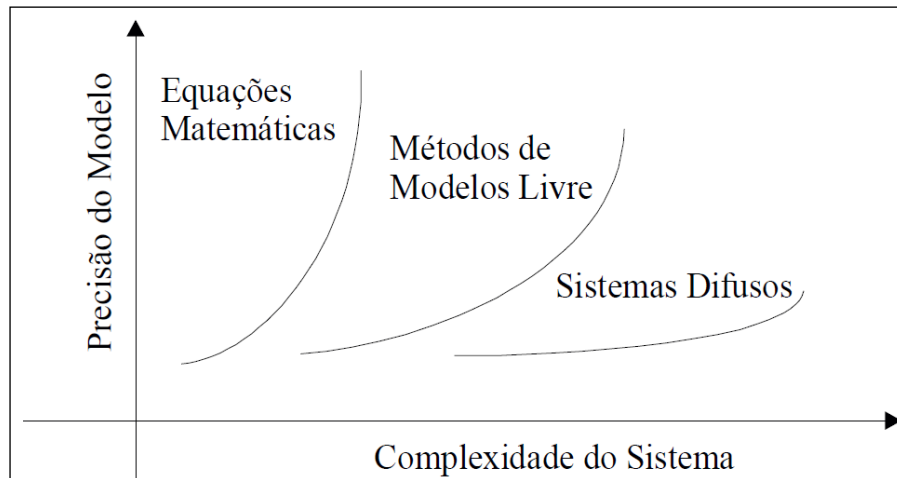 Precisão do Modelo
Equações
Matemáticas
Métodos de
Modelos Livre
Sistemas Difusos
Complexidade do Sistema